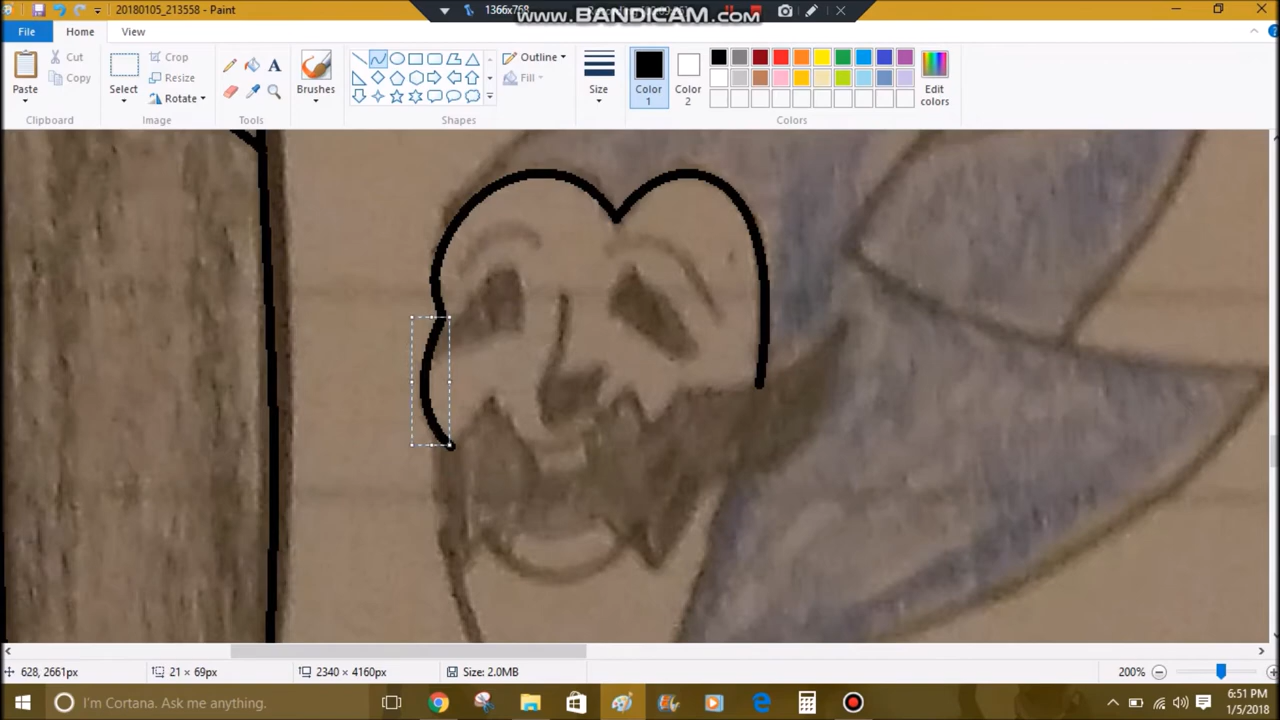 20180105_213558 - Paint
1366x768
www.BANDICAM.com
File
Home
View
Paste
Cut
Copy
Clipboard
Select
Crop
Resize
Rotate
Image
A
Tools
Brushes
Outline
Fill
Shapes
Size
Color
1
Color
2
Edit
colors
Colors
628, 2661px
21 × 69px
2340 × 4160px
Size: 2.0MB
200%
I'm Cortana. Ask me anything.
6:51 PM
1/5/2018